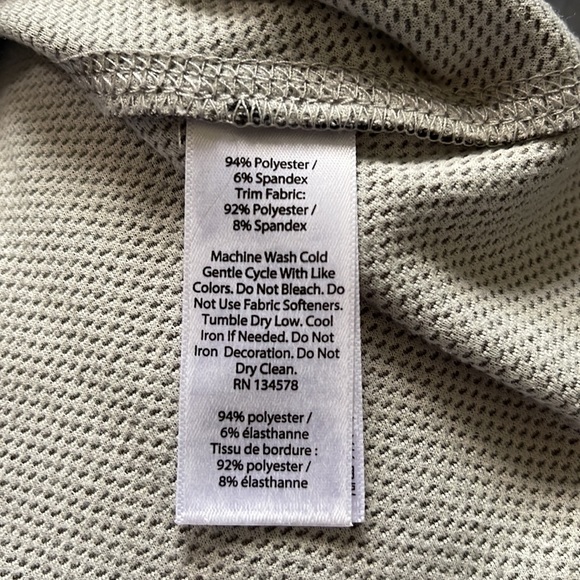 94% Polyester /
6% Spandex
Trim Fabric:
92% Polyester /
8% Spandex
Machine Wash Cold
Gentle Cycle With Like
Colors. Do Not Bleach. Do
Not Use Fabric Softeners.
Tumble Dry Low. Cool
Iron If Needed. Do Not
Iron Decoration. Do Not
Dry Clean.
RN 134578
94% polyester /
6% élasthanne
Tissu de bordure :
92% polyester /
8% élasthanne